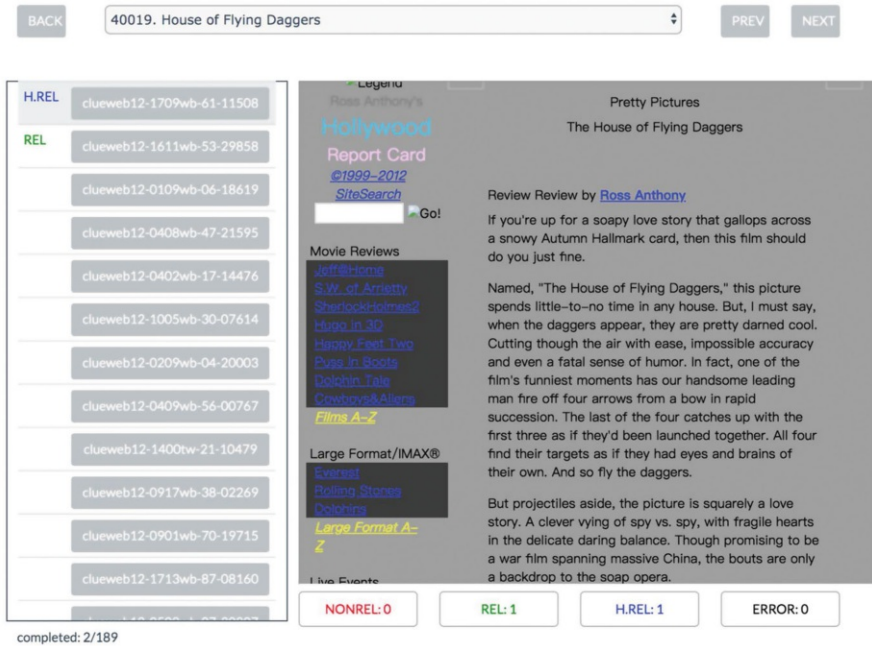 BACK
40019. House of Flying Daggers
PREV
NEXT
H.REL clueweb12-1709wb-61-11508
REL clueweb12-1611wb-53-29858
clueweb12-0109wb-06-18619
clueweb12-0408wb-47-21595
clueweb12-0402wb-17-14476
clueweb12-1005wb-30-07614
clueweb12-0209wb-04-20003
clueweb12-0409wb-56-00767
clueweb12-1400tw-21-10479
clueweb12-0917wb-38-02269
clueweb12-0901wb-70-19715
clueweb12-1713wb-87-08160
completed: 2/189
Legend
Ross Anthony's
Hollywood
Report Card
©1999–2012
SiteSearch
Go!
Movie Reviews
Jeff@Home
S.W. of Arrietty
SherlockHolmes2
Hugo in 3D
Happy Feet Two
Puss in Boots
Dolphin Tale
Cowboys&Aliens
Films A–Z
Large Format/IMAX®
Everest
Rolling Stones
Dolphins
Large Format A–
Z
Live Events
Pretty Pictures
The House of Flying Daggers
Review Review by Ross Anthony
If you're up for a soapy love story that gallops across
a snowy Autumn Hallmark card, then this film should
do you just fine.
Named, "The House of Flying Daggers," this picture
spends little–to–no time in any house. But, I must say,
when the daggers appear, they are pretty darned cool.
Cutting though the air with ease, impossible accuracy
and even a fatal sense of humor. In fact, one of the
film's funniest moments has our handsome leading
man fire off four arrows from a bow in rapid
succession. The last of the four catches up with the
first three as if they'd been launched together. All four
find their targets as if they had eyes and brains of
their own. And so fly the daggers.
But projectiles aside, the picture is squarely a love
story. A clever vying of spy vs. spy, with fragile hearts
in the delicate daring balance. Though promising to be
a war film spanning massive China, the bouts are only
a backdrop to the soap opera.
NONREL: 0
REL: 1
H.REL: 1
ERROR: 0